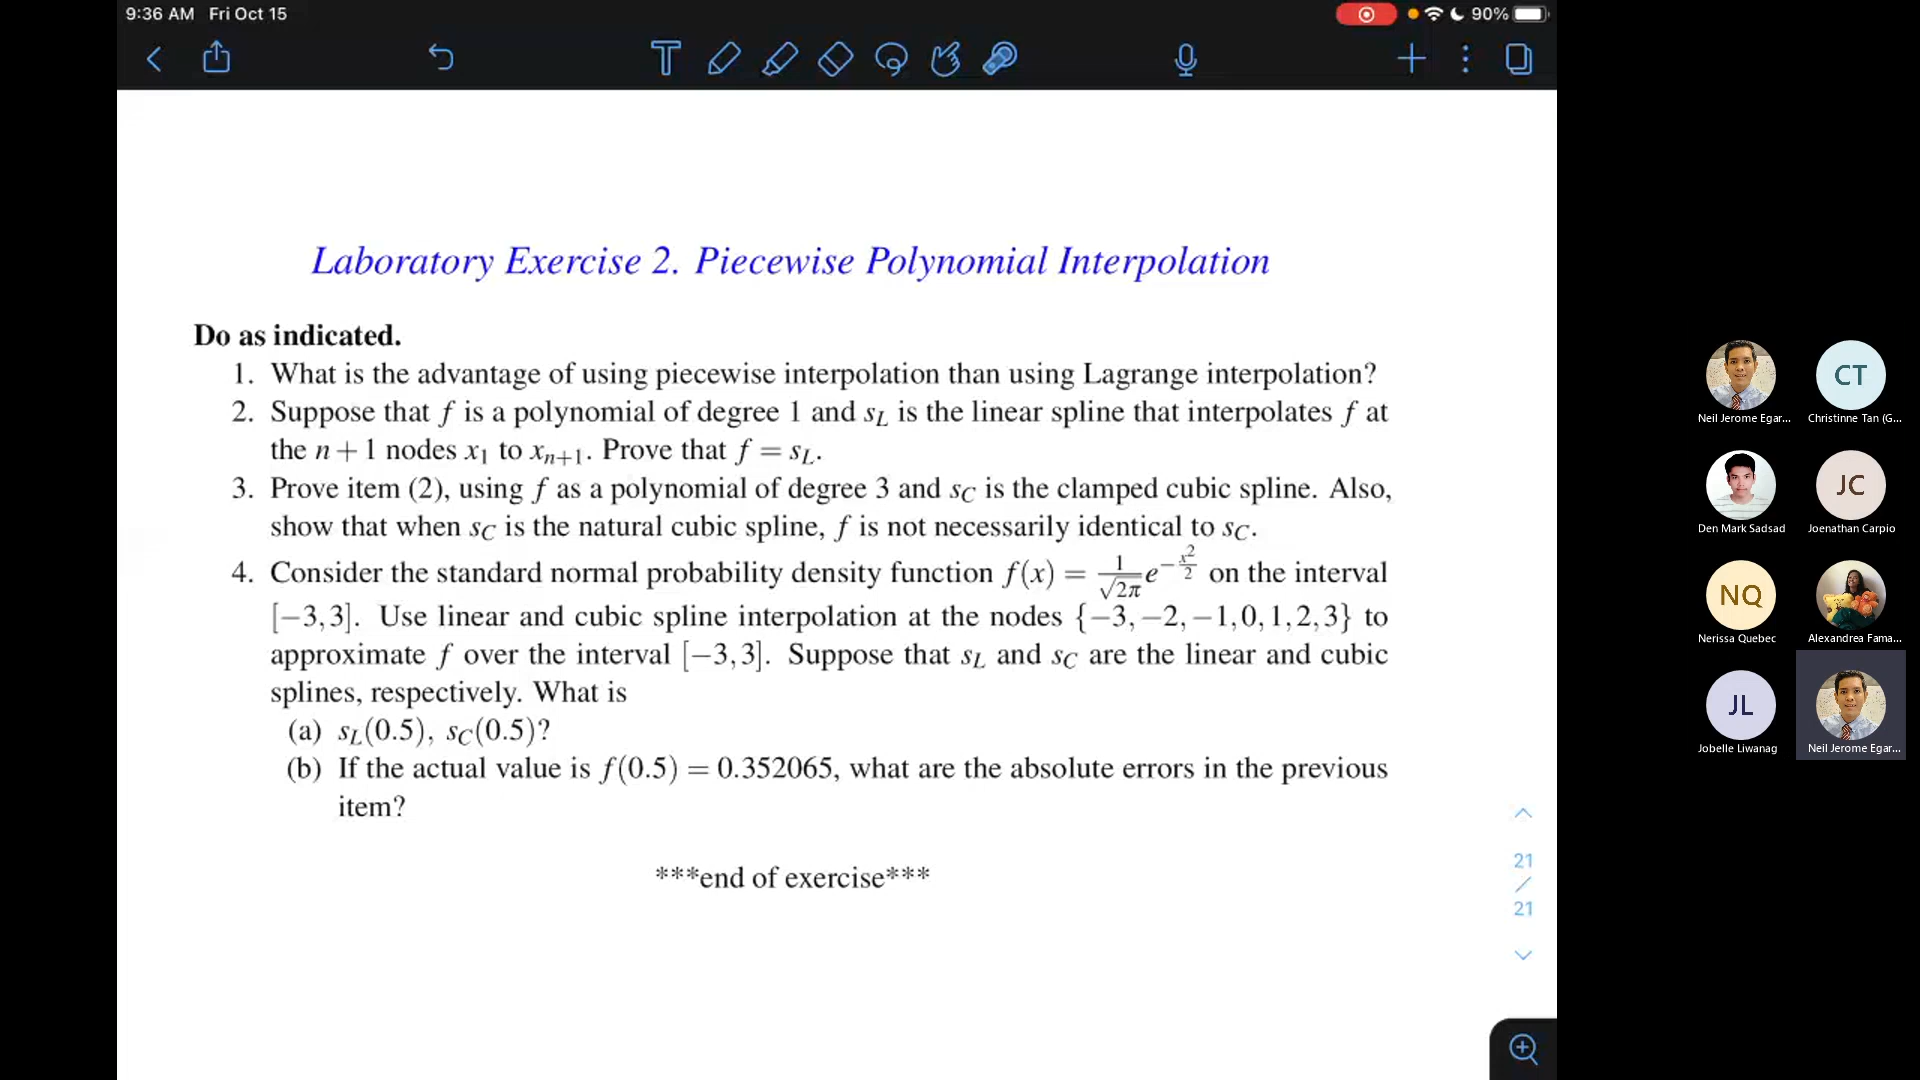 9:36 AM Fri Oct 15
90%
Laboratory Exercise 2. Piecewise Polynomial Interpolation
Do as indicated.
1. What is the advantage of using piecewise interpolation than using Lagrange interpolation?
2. Suppose that f is a polynomial of degree 1 and s_L is the linear spline that interpolates f at
the n + 1 nodes x_1 to x_{n+1}. Prove that f = s_L.
3. Prove item (2), using f as a polynomial of degree 3 and s_C is the clamped cubic spline. Also,
show that when s_C is the natural cubic spline, f is not necessarily identical to s_C.
4. Consider the standard normal probability density function f(x) = \frac{1}{\sqrt{2π}} e^{-\frac{x^2}{2}} on the interval
[−3,3]. Use linear and cubic spline interpolation at the nodes {−3,−2,−1,0,1,2,3} to
approximate f over the interval [−3,3]. Suppose that s_L and s_C are the linear and cubic
splines, respectively. What is
(a) s_L(0.5), s_C(0.5)?
(b) If the actual value is f(0.5) = 0.352065, what are the absolute errors in the previous
item?
***end of exercise***
21
/
21
Neil Jerome Egar...
CT
Christinne Tan (G...
Den Mark Sadsad
JC
Joenathan Carpio
NQ
Nerissa Quebec
Alexandrea Fama...
JL
Jobelle Liwanag
Neil Jerome Egar...